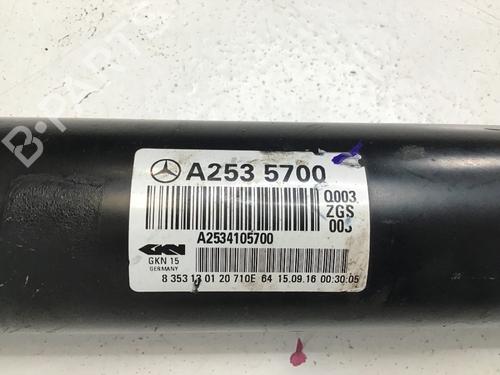 A253 5700
Q003
ZGS
003
A2534105700
GKN
GKN 15
GERMANY
8 353 13 01 20 710E 64 15.09.16 00:30:05
B-PARTS